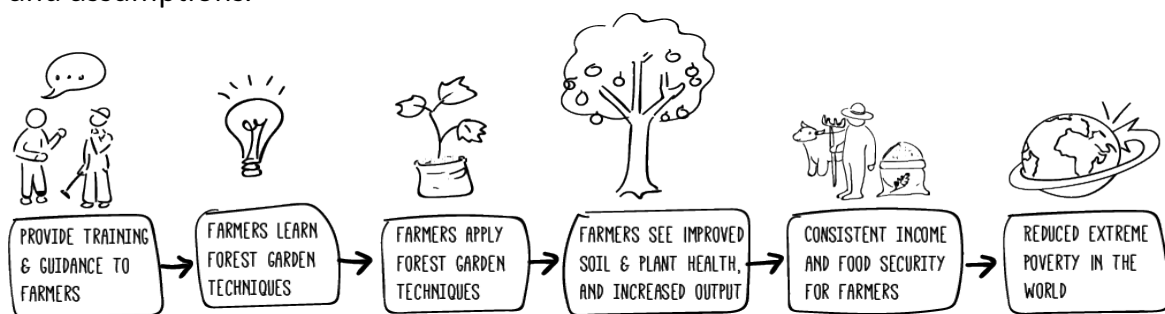 and assumptions.
PROVIDE TRAINING
& GUIDANCE TO
FARMERS
FARMERS LEARN
FOREST GARDEN
TECHNIQUES
FARMERS APPLY
FOREST GARDEN
TECHNIQUES
FARMERS SEE IMPROVED
SOIL & PLANT HEALTH,
AND INCREASED OUTPUT
CONSISTENT INCOME
AND FOOD SECURITY
FOR FARMERS
REDUCED EXTREME
POVERTY IN THE
WORLD